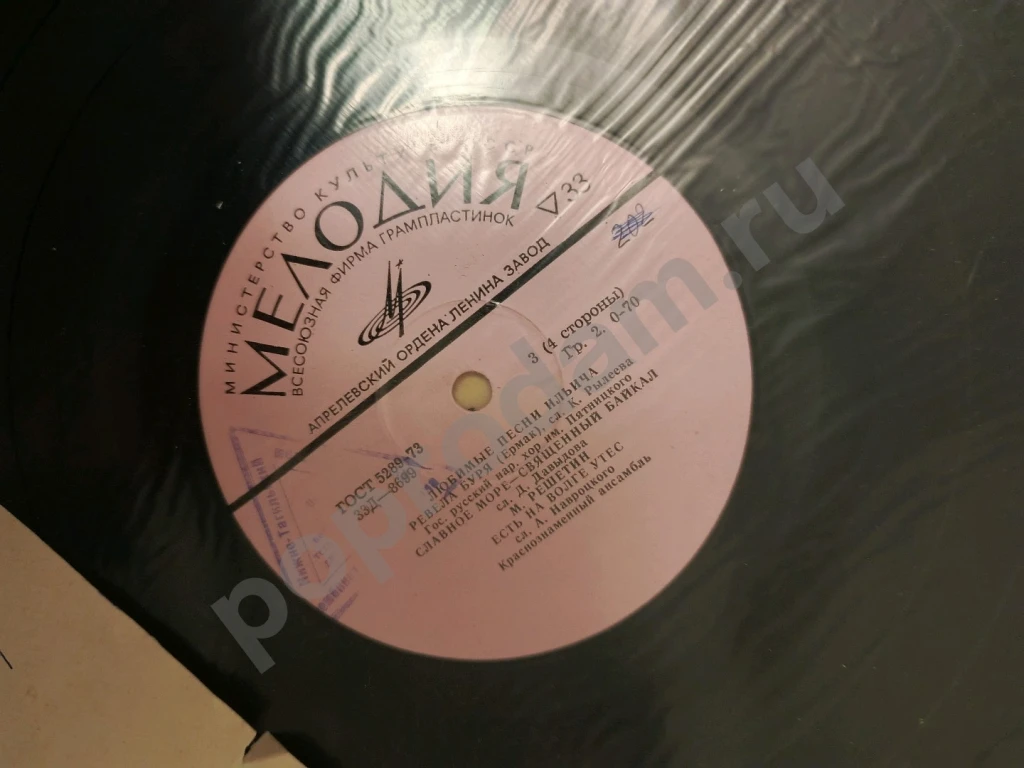 МИНИСТЕРСТВО КУЛЬТУРЫ СССР
МЕЛОДИЯ
ВСЕСОЮЗНАЯ ФИРМА ГРАМПЛАСТИНОК
33
АПРЕЛЕВСКИЙ ОРДЕНА ЛЕНИНА ЗАВОД
202
3 (4 стороны)
ГОСТ 5289-73
Гр. 2. 0-70
33Д—8699
ЛЮБИМЫЕ ПЕСНИ ИЛЬИЧА
РЕВЕЛА БУРЯ (Ермак), сл. К. Рылеева
Гос. русский нар. хор им. Пятницкого
СЛАВНОЕ МОРЕ—СВЯЩЕННЫЙ БАЙКАЛ
сл. Д. Давыдова
М. РЕШЕТИН
ЕСТЬ НА ВОЛГЕ УТЕС
сл. А. Навроцкого
Краснознаменный ансамбль
peprodam.ru